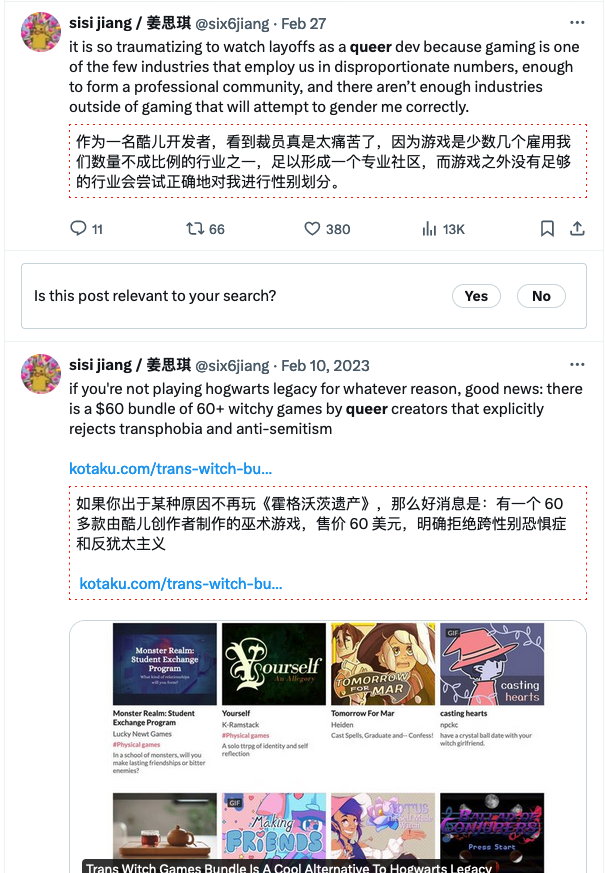 sisi jiang / 姜思琪 @six6jiang · Feb 27
it is so traumatizing to watch layoffs as a queer dev because gaming is one
of the few industries that employ us in disproportionate numbers, enough
to form a professional community, and there aren't enough industries
outside of gaming that will attempt to gender me correctly.
作为一名酷儿开发者，看到裁员真是太痛苦了，因为游戏是少数几个雇用我
们数量不成比例的行业之一，足以形成一个专业社区，而游戏之外没有足够
的行业会尝试正确地对我进行性别划分。
11 66 380 13K
Is this post relevant to your search? Yes No
sisi jiang / 姜思琪 @six6jiang · Feb 10, 2023
if you're not playing hogwarts legacy for whatever reason, good news: there
is a $60 bundle of 60+ witchy games by queer creators that explicitly
rejects transphobia and anti-semitism
kotaku.com/trans-witch-bu...
如果你出于某种原因不再玩《霍格沃茨遗产》，那么好消息是：有一个 60
多款由酷儿创作者制作的巫术游戏，售价 60 美元，明确拒绝跨性别恐惧症
和反犹太主义
kotaku.com/trans-witch-bu...
Monster Realm:
Student Exchange
Program
What kind of relationships
will you form?
Monster Realm: Student
Exchange Program
Lucky Newt Games
#Physical games
In a school of monsters, will you
make lasting friendships or bitter
enemies?
Yourself
An Allegory
Yourself
K-Ramstack
#Physical games
A solo ttrpg of identity and self
reflection
TOMORROW
FOR MAR
Tomorrow For Mar
Heiden
Cast Spells, Graduate and-- Confess!
GIF
casting
hearts
casting hearts
npckc
have a crystal ball date with your
witch girlfriend.
GIF
Making
FRIENDS
Press Start
Trans Witch Games Bundle Is A Cool Alternative To Hogwarts Legacy